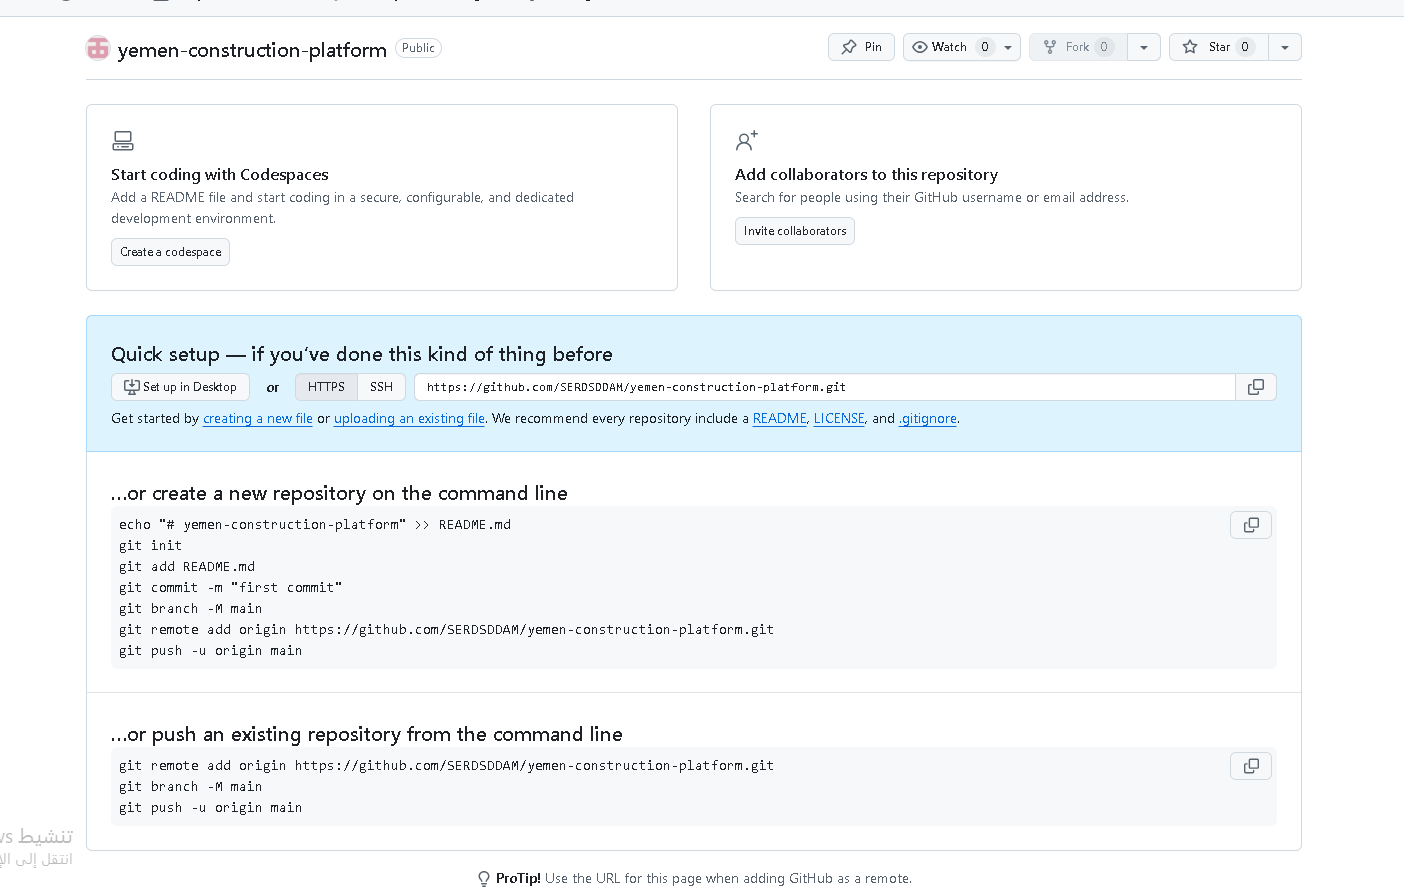 yemen-construction-platform Public
Pin Watch 0 Fork 0 Star 0
Start coding with Codespaces
Add a README file and start coding in a secure, configurable, and dedicated
development environment.
Create a codespace
Add collaborators to this repository
Search for people using their GitHub username or email address.
Invite collaborators
Quick setup — if you've done this kind of thing before
Set up in Desktop or HTTPS SSH https://github.com/SERDSDDAM/yemen-construction-platform.git
Get started by creating a new file or uploading an existing file. We recommend every repository include a README, LICENSE, and .gitignore.
…or create a new repository on the command line
echo "# yemen-construction-platform" >> README.md
git init
git add README.md
git commit -m "first commit"
git branch -M main
git remote add origin https://github.com/SERDSDDAM/yemen-construction-platform.git
git push -u origin main
…or push an existing repository from the command line
git remote add origin https://github.com/SERDSDDAM/yemen-construction-platform.git
git branch -M main
git push -u origin main
تنشيط
انتقل إلى
ProTip! Use the URL for this page when adding GitHub as a remote.